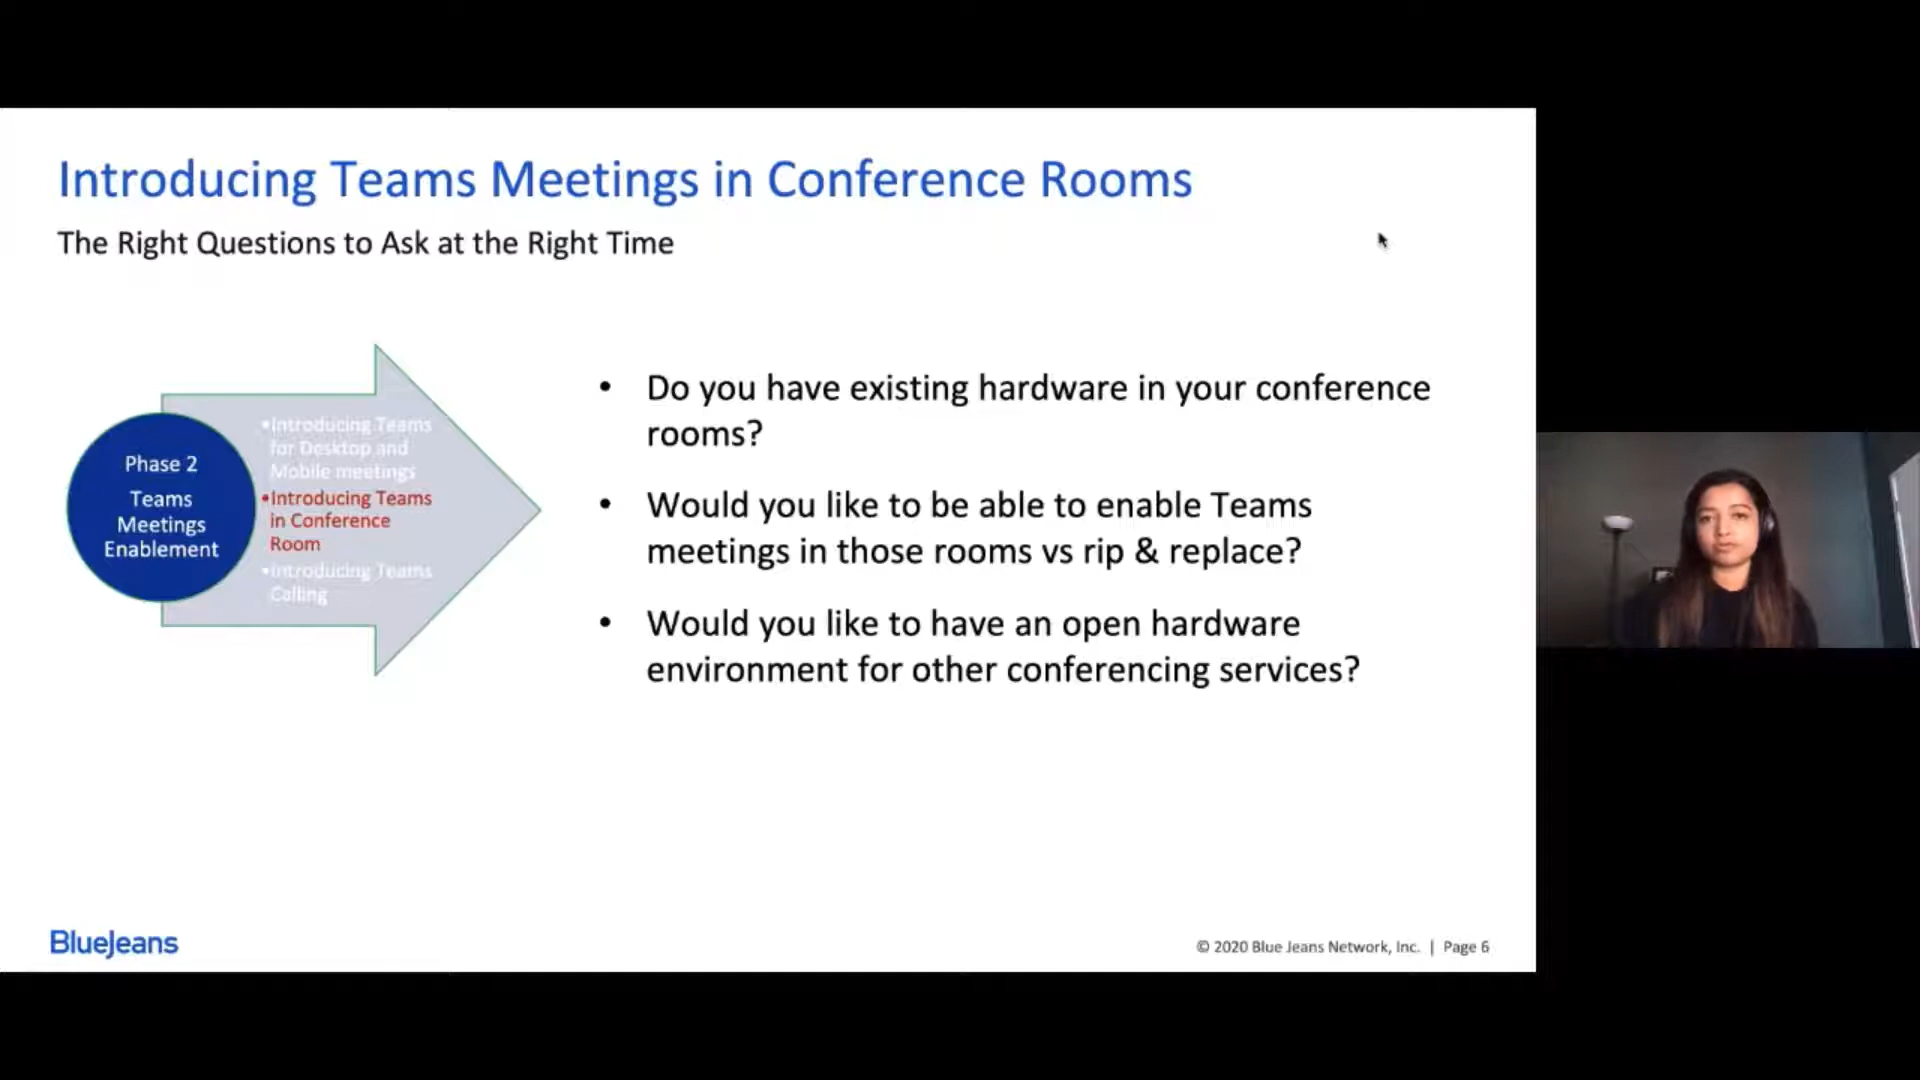 Introducing Teams Meetings in Conference Rooms
The Right Questions to Ask at the Right Time
Phase 2
Teams
Meetings
Enablement
•Introducing Teams
for Desktop and
Mobile meetings
•Introducing Teams
in Conference
Room
•Introducing Teams
Calling
• Do you have existing hardware in your conference
rooms?
• Would you like to be able to enable Teams
meetings in those rooms vs rip & replace?
• Would you like to have an open hardware
environment for other conferencing services?
BlueJeans
© 2020 Blue Jeans Network, Inc. | Page 6